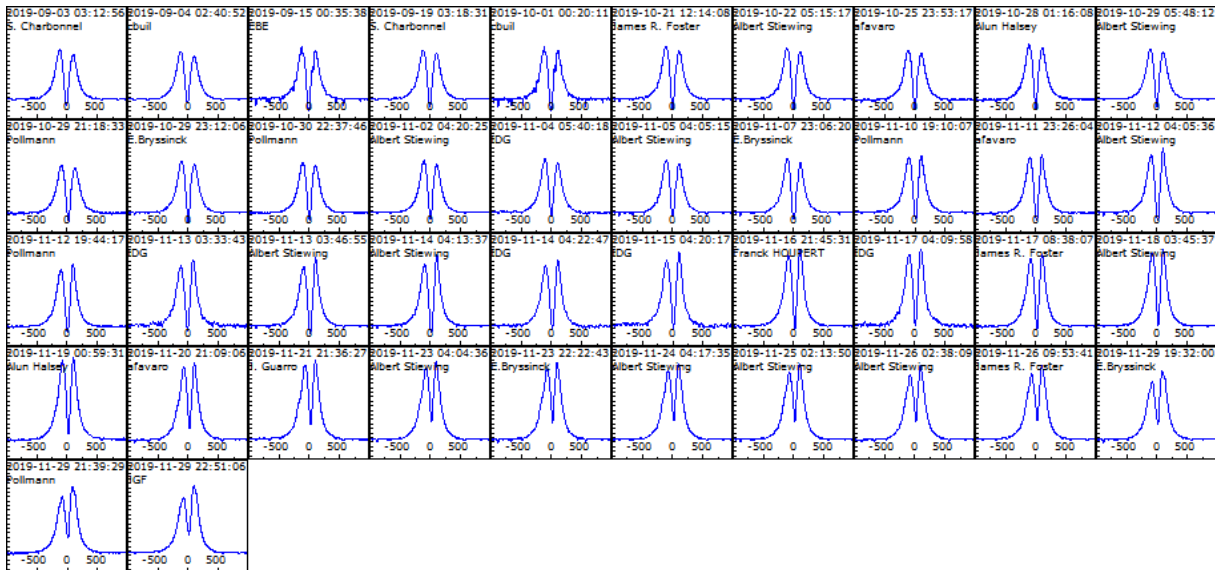 2019-09-03 03:12:56 2019-09-04 02:40:52 2019-09-15 00:35:38 2019-09-19 03:18:31 2019-10-01 00:20:11 2019-10-21 12:14:08 2019-10-22 05:15:17 2019-10-25 23:53:17 2019-10-28 01:16:08 2019-10-29 05:48:12
S. Charbonnel cbuil EBE S. Charbonnel cbuil James R. Foster Albert Stiewing afavaro Alun Halsey Albert Stiewing
-500 0 500 -500 0 500 -500 0 500 -500 0 500 -500 0 500 -500 0 500 -500 0 500 -500 0 500 -500 0 500 -500 0 500
2019-10-29 21:18:33 2019-10-29 23:12:06 2019-10-30 22:37:46 2019-11-02 04:20:25 2019-11-04 05:40:18 2019-11-05 04:05:15 2019-11-07 23:06:20 2019-11-10 19:10:07 2019-11-11 23:26:04 2019-11-12 04:05:36
Pollmann E.Bryssinck Pollmann Albert Stiewing EDG Albert Stiewing E.Bryssinck Pollmann afavaro Albert Stiewing
-500 0 500 -500 0 500 -500 0 500 -500 0 500 -500 0 500 -500 0 500 -500 0 500 -500 0 500 -500 0 500 -500 0 500
2019-11-12 19:44:17 2019-11-13 03:33:43 2019-11-13 03:46:55 2019-11-14 04:13:37 2019-11-14 04:22:47 2019-11-15 04:20:17 2019-11-16 21:45:31 2019-11-17 04:09:58 2019-11-17 08:38:07 2019-11-18 03:45:37
Pollmann EDG Albert Stiewing Albert Stiewing EDG EDG Franck HOUPERT EDG James R. Foster Albert Stiewing
-500 0 500 -500 0 500 -500 0 500 -500 0 500 -500 0 500 -500 0 500 -500 0 500 -500 0 500 -500 0 500 -500 0 500
2019-11-19 00:59:31 2019-11-20 21:09:06 2019-11-21 21:36:27 2019-11-23 04:04:36 2019-11-23 22:22:43 2019-11-24 04:17:35 2019-11-25 02:13:50 2019-11-26 02:38:09 2019-11-26 09:53:41 2019-11-29 19:32:00
Alun Halsey afavaro J. Guarro Albert Stiewing E.Bryssinck Albert Stiewing Albert Stiewing Albert Stiewing James R. Foster E.Bryssinck
-500 0 500 -500 0 500 -500 0 500 -500 0 500 -500 0 500 -500 0 500 -500 0 500 -500 0 500 -500 0 500 -500 0 500
2019-11-29 21:39:29 2019-11-29 22:51:06
Pollmann
-500 0 500 -500 0 500